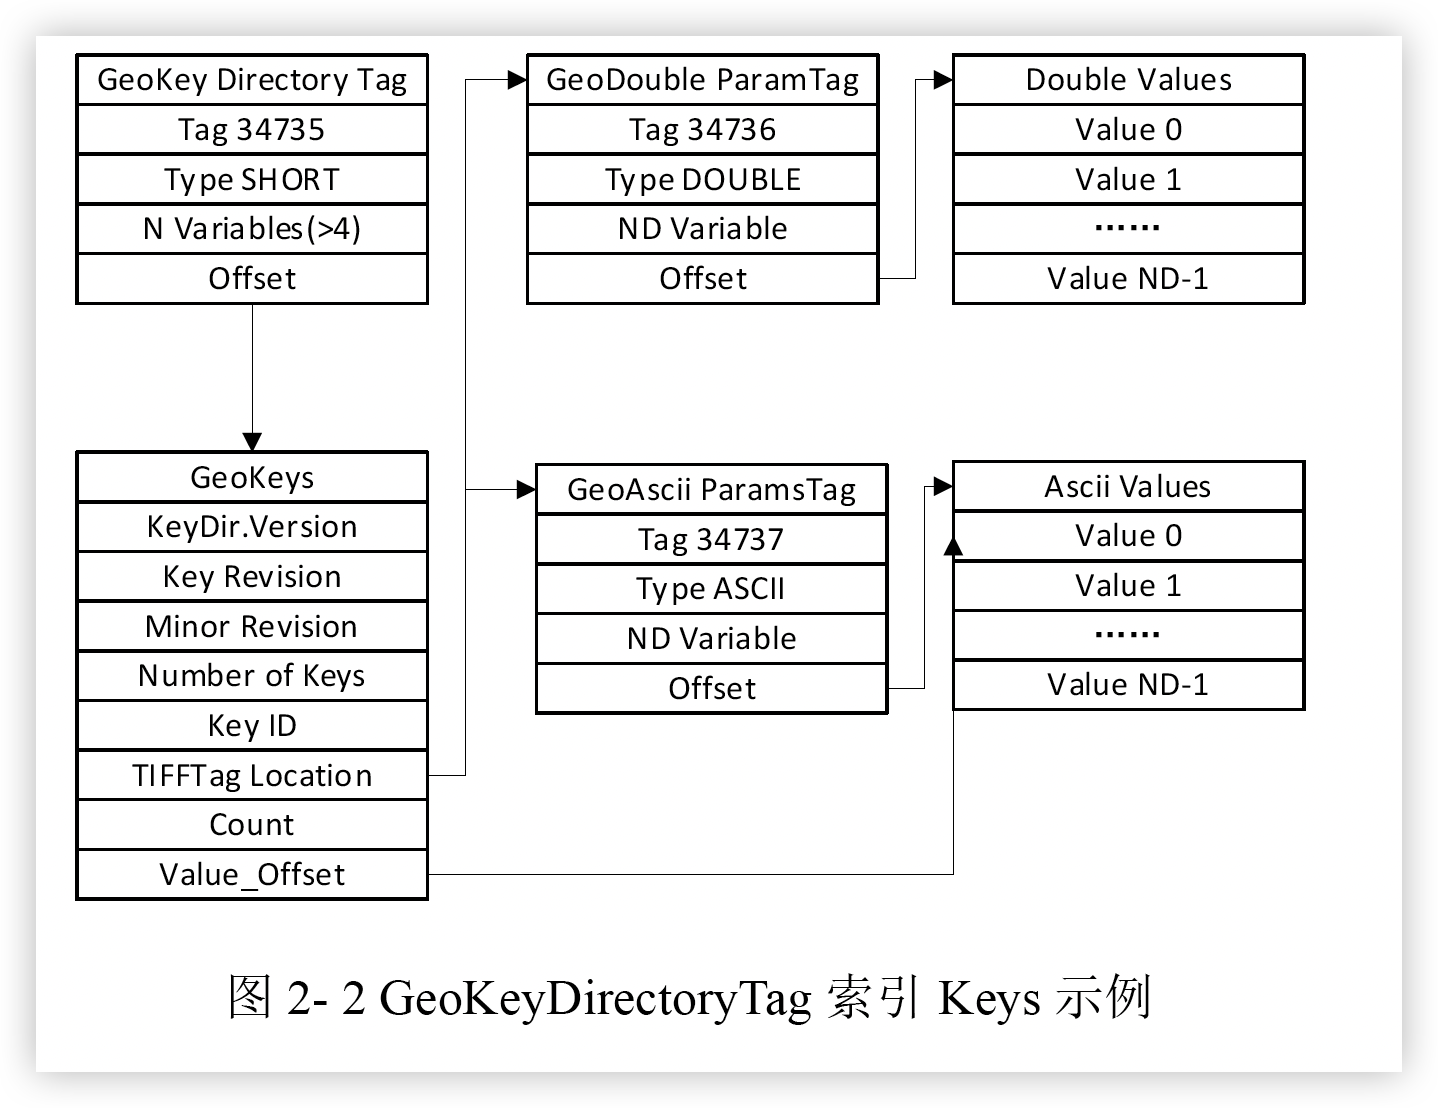 GeoKey Directory Tag
Tag 34735
Type SHORT
N Variables(>4)
Offset
GeoDouble ParamTag
Tag 34736
Type DOUBLE
ND Variable
Offset
Double Values
Value 0
Value 1
······
Value ND-1
GeoKeys
KeyDir.Version
Key Revision
Minor Revision
Number of Keys
Key ID
TIFFTag Location
Count
Value_Offset
GeoAscii ParamsTag
Tag 34737
Type ASCII
ND Variable
Offset
Ascii Values
Value 0
Value 1
······
Value ND-1
图 2- 2 GeoKeyDirectoryTag 索引 Keys 示例